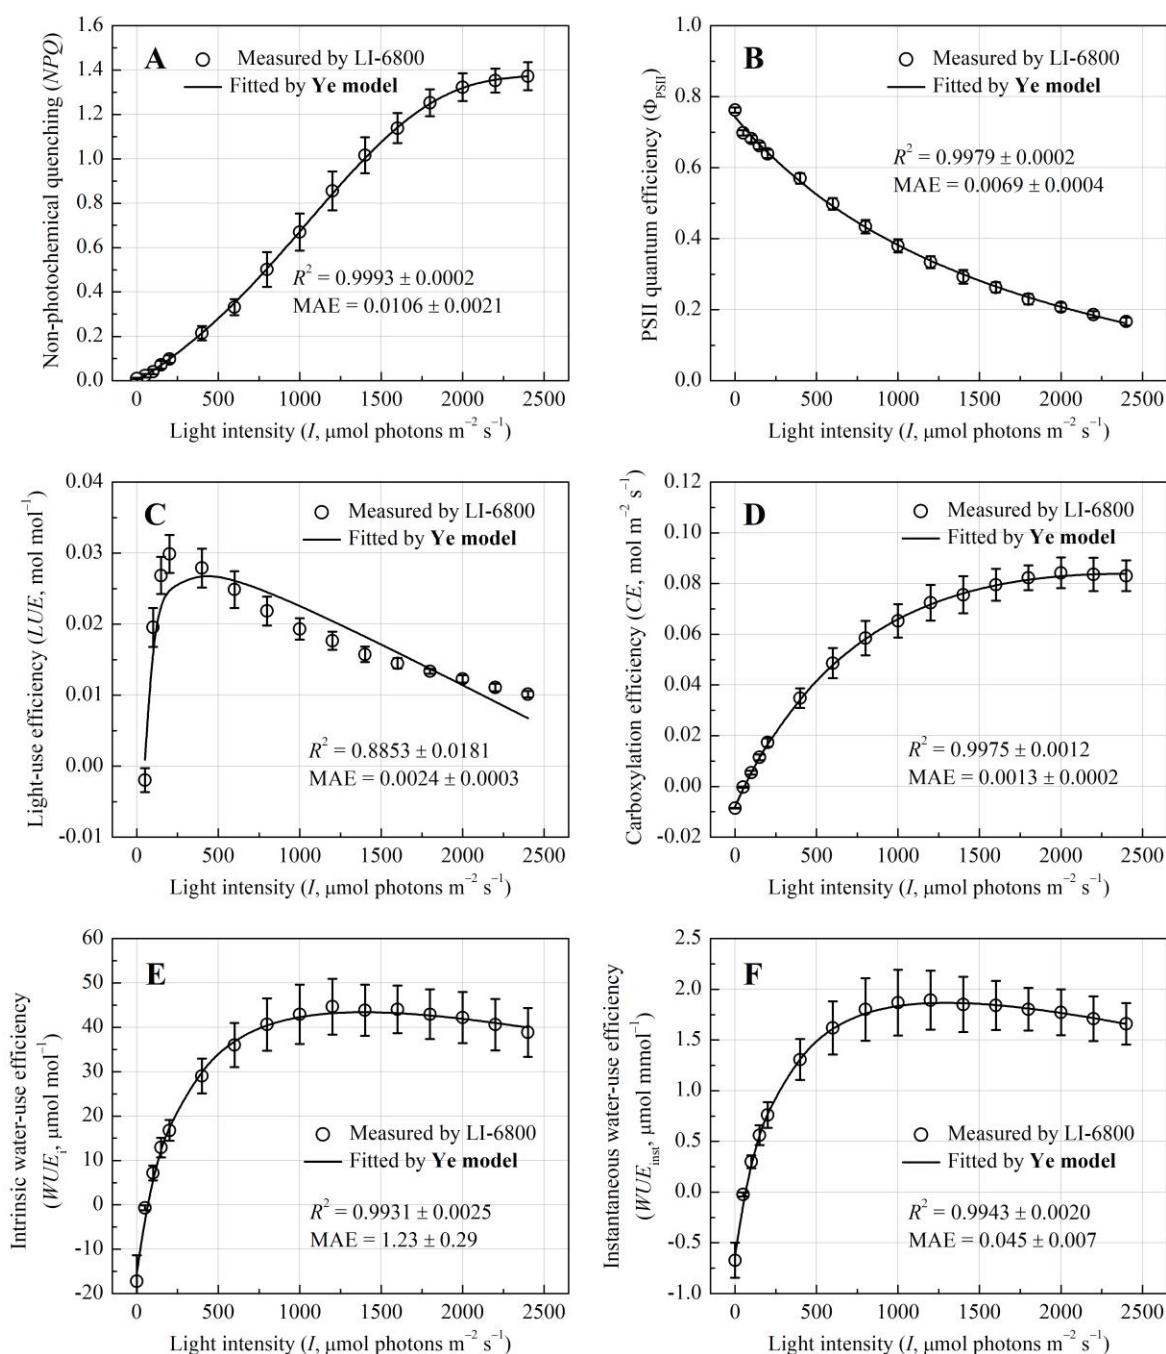 A
Measured by LI-6800
Fitted by Ye model
R² = 0.9993 ± 0.0002
MAE = 0.0106 ± 0.0021
Non-photochemical quenching (NPQ)
1.6
1.4
1.2
1.0
0.8
0.6
0.4
0.2
0.0
0 500 1000 1500 2000 2500
Light intensity (I, μmol photons m⁻² s⁻¹)
B
Measured by LI-6800
Fitted by Ye model
R² = 0.9979 ± 0.0002
MAE = 0.0069 ± 0.0004
PSII quantum efficiency (Φ_PSII)
1.0
0.8
0.6
0.4
0.2
0.0
0 500 1000 1500 2000 2500
Light intensity (I, μmol photons m⁻² s⁻¹)
C
Measured by LI-6800
Fitted by Ye model
R² = 0.8853 ± 0.0181
MAE = 0.0024 ± 0.0003
Light-use efficiency (LUE, mol mol⁻¹)
0.04
0.03
0.02
0.01
0.00
-0.01
0 500 1000 1500 2000 2500
Light intensity (I, μmol photons m⁻² s⁻¹)
D
Measured by LI-6800
Fitted by Ye model
R² = 0.9975 ± 0.0012
MAE = 0.0013 ± 0.0002
Carboxylation efficiency (CE, mol m⁻² s⁻¹)
0.12
0.10
0.08
0.06
0.04
0.02
0.00
-0.02
0 500 1000 1500 2000 2500
Light intensity (I, μmol photons m⁻² s⁻¹)
E
Measured by LI-6800
Fitted by Ye model
R² = 0.9931 ± 0.0025
MAE = 1.23 ± 0.29
Intrinsic water-use efficiency
(WUE_i, μmol mol⁻¹)
60
50
40
30
20
10
0
-10
-20
0 500 1000 1500 2000 2500
Light intensity (I, μmol photons m⁻² s⁻¹)
F
Measured by LI-6800
Fitted by Ye model
R² = 0.9943 ± 0.0020
MAE = 0.045 ± 0.007
Instantaneous water-use efficiency
(WUE_inst, μmol mmol⁻¹)
2.5
2.0
1.5
1.0
0.5
0.0
-0.5
-1.0
0 500 1000 1500 2000 2500
Light intensity (I, μmol photons m⁻² s⁻¹)